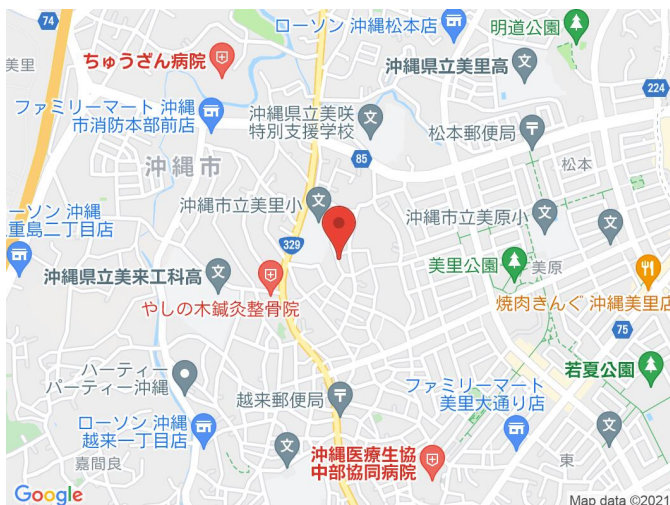 74
ローソン 沖縄松本店
明道公園
美里
ちゅうざん病院
沖縄県立美里高
224
ファミリーマート 沖縄
市消防本部前店
沖縄県立美咲
特別支援学校
松本郵便局
85
松本
沖縄市
沖縄市立美里小
沖縄市立美原小
ーソン 沖縄
重島二丁目店
329
沖縄県立美来工科高
美里公園
美原
やしの木鍼灸整骨院
焼肉きんぐ 沖縄美里店
75
ハーティー
パーティー沖縄
若夏公園
越来郵便局
ファミリーマート
美里大通り店
ローソン 沖縄
越来一丁目店
嘉間良
沖縄医療生協
中部協同病院
東
Google
Map data ©2021